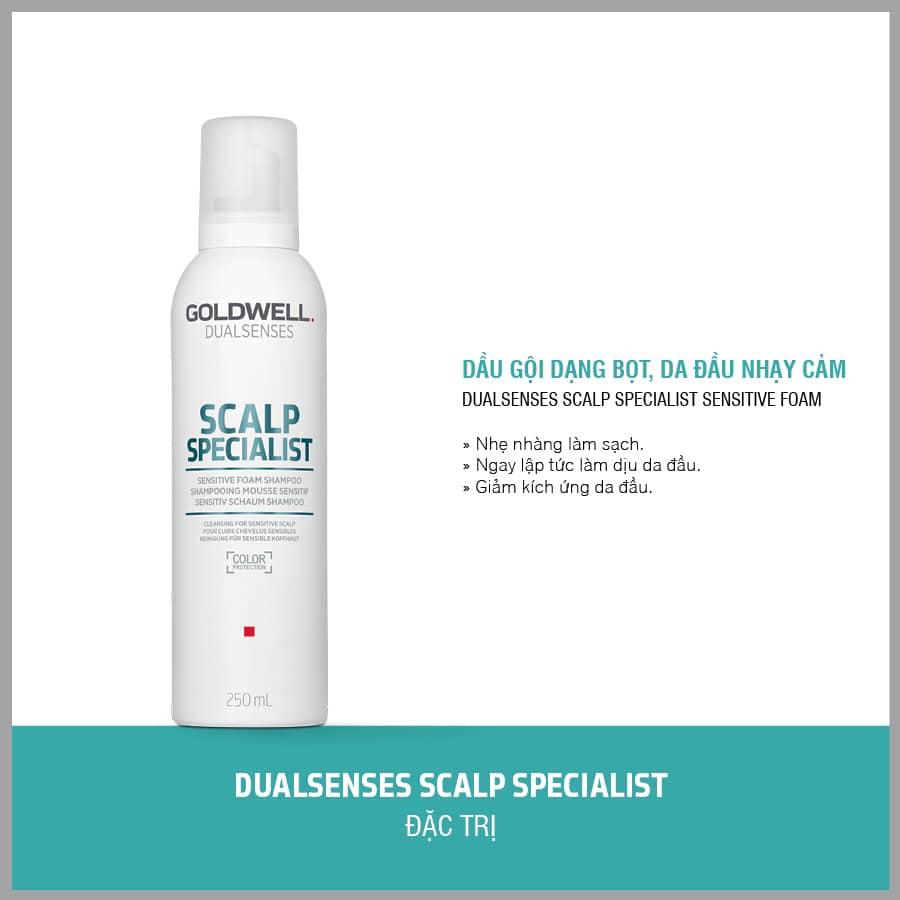 GOLDWELL.
DUALSENSES
SCALP
SPECIALIST
SENSITIVE FOAM SHAMPOO
SHAMPOOING MOUSSE SENSITIF
SENSITIV SCHAUM SHAMPOO
CLEANSING FOR SENSITIVE SCALP
POUR CUIRS CHEVELUS SENSIBLES
REINIGUNG FÜR SENSIBLE KOPFHAUT
COLOR
PROTECTION
250 mL
DẦU GỘI DẠNG BỌT, DA ĐẦU NHẠY CẢM
DUALSENSES SCALP SPECIALIST SENSITIVE FOAM
» Nhẹ nhàng làm sạch.
» Ngay lập tức làm dịu da đầu.
» Giảm kích ứng da đầu.
DUALSENSES SCALP SPECIALIST
ĐẶC TRỊ